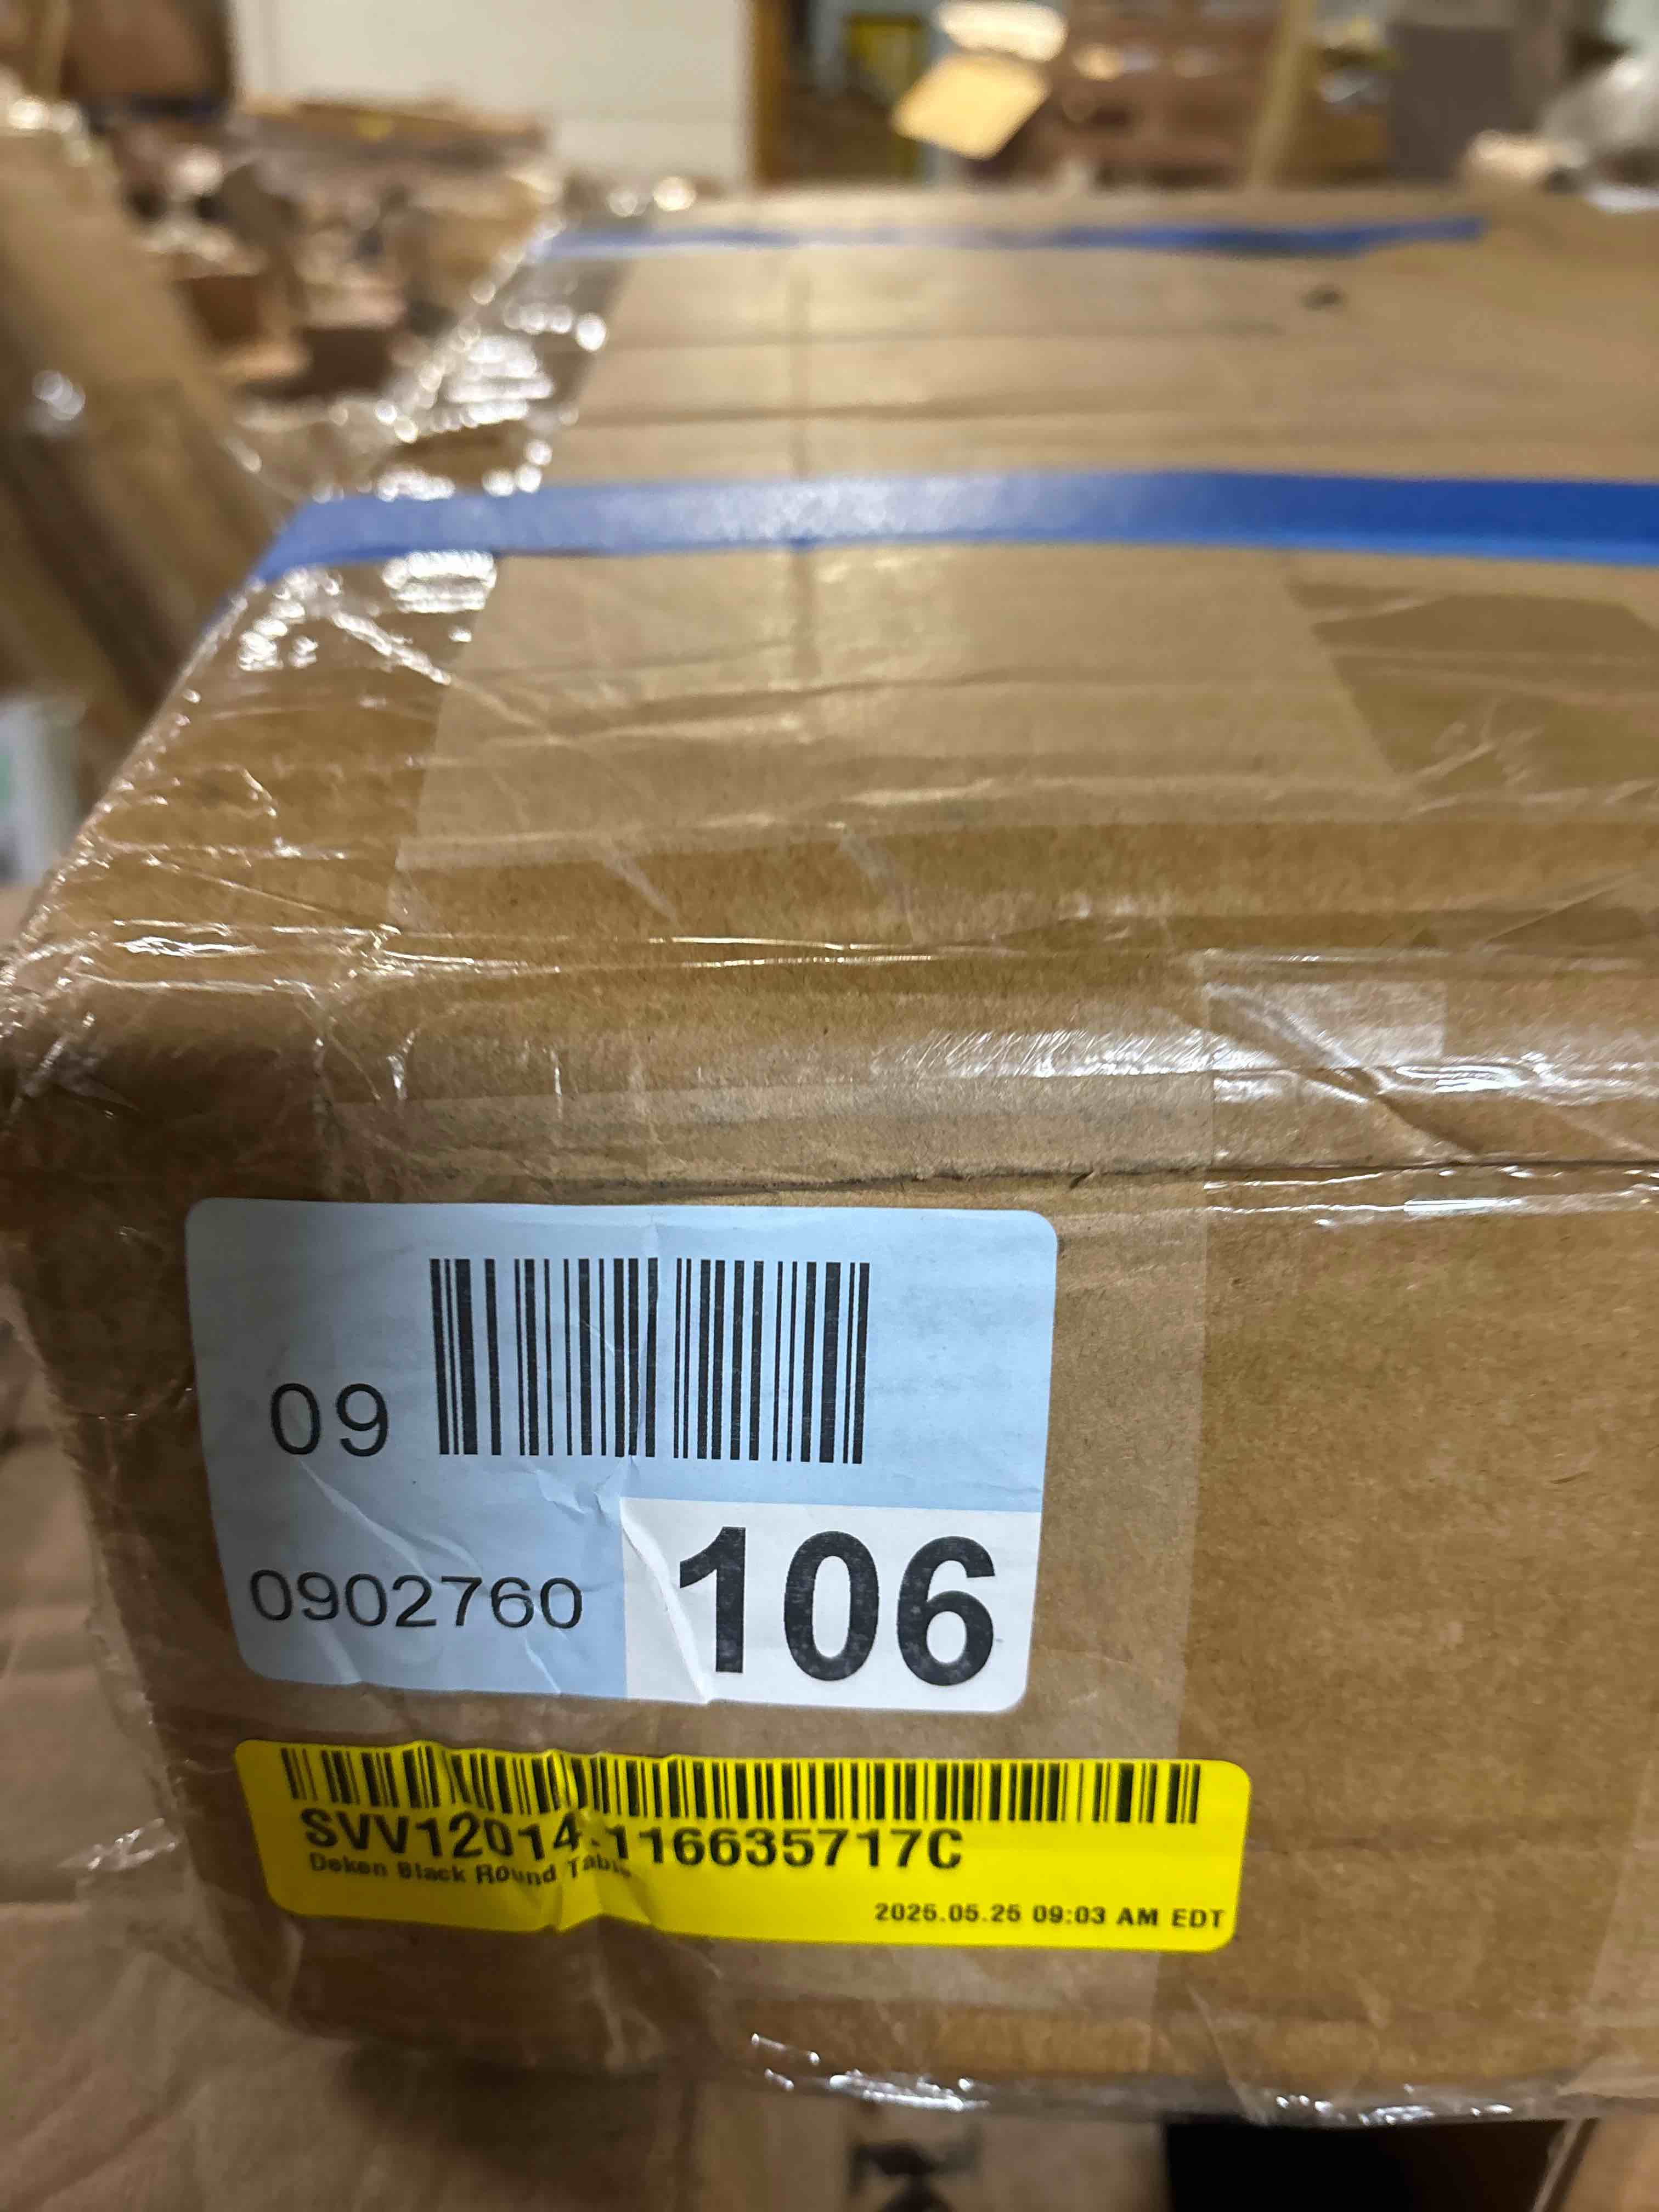 09
0902760
106
SVV12014-116635717C
Deken Black Round Table
2025.05.25 09:03 AM EDT